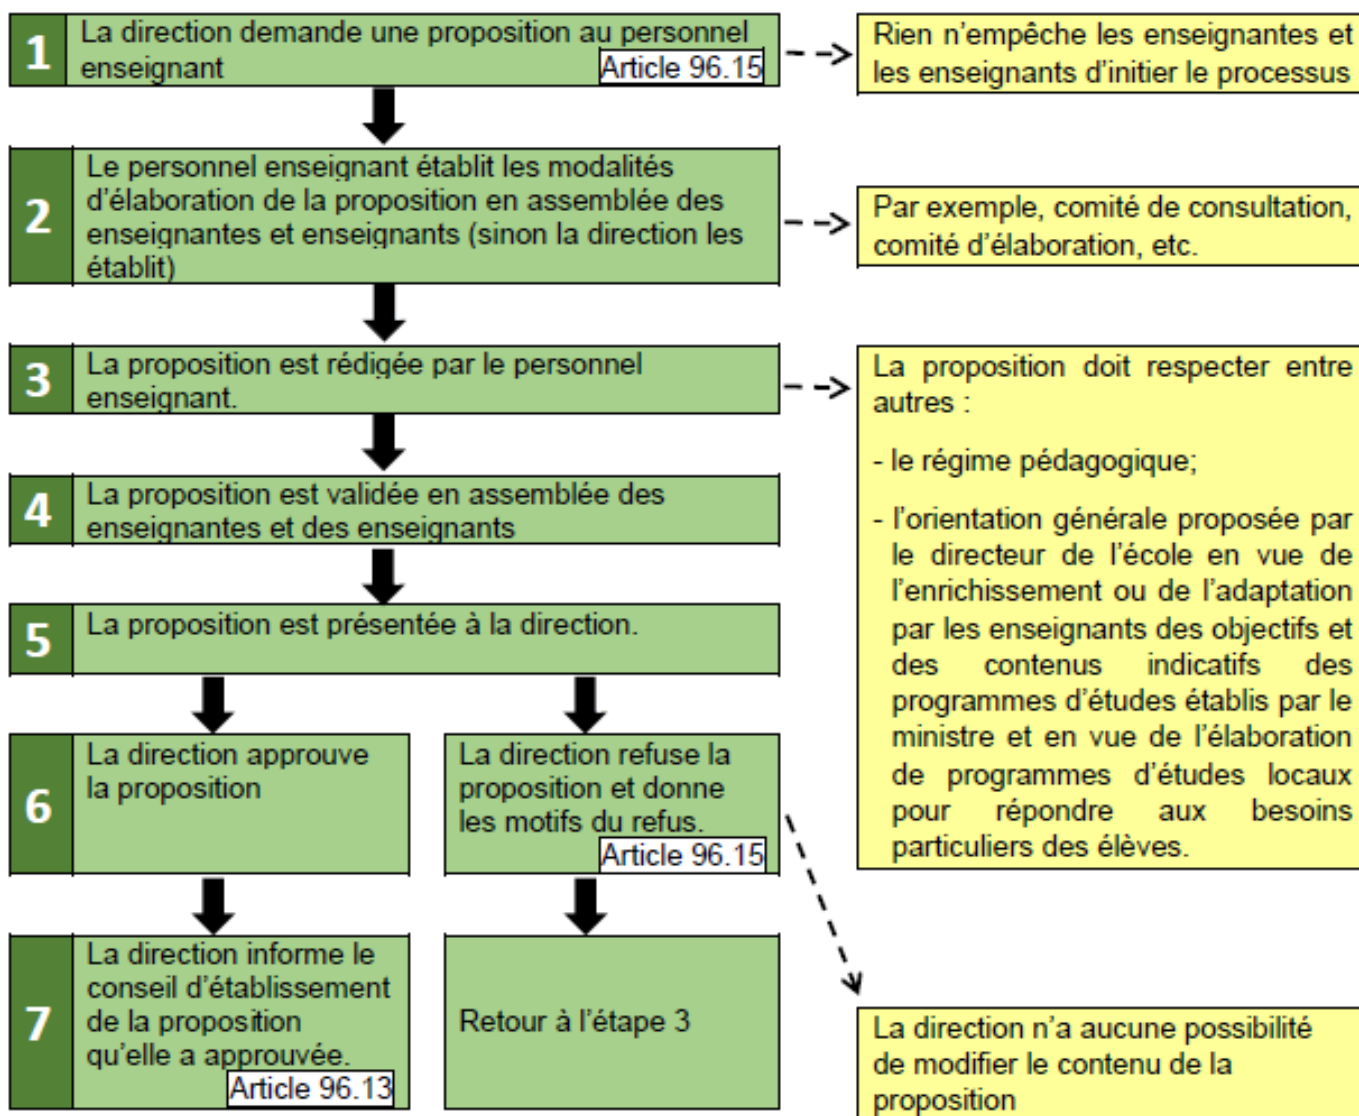 1
La direction demande une proposition au personnel
enseignant
Article 96.15
Rien n'empêche les enseignantes et
les enseignants d'initier le processus
2
Le personnel enseignant établit les modalités
d'élaboration de la proposition en assemblée des
enseignantes et enseignants (sinon la direction les
établit)
Par exemple, comité de consultation,
comité d'élaboration, etc.
3
La proposition est rédigée par le personnel
enseignant.
La proposition doit respecter entre
autres :
- le régime pédagogique;
- l'orientation générale proposée par
le directeur de l'école en vue de
l'enrichissement ou de l'adaptation
par les enseignants des objectifs et
des contenus indicatifs des
programmes d'études établis par le
ministre et en vue de l'élaboration
de programmes d'études locaux
pour répondre aux besoins
particuliers des élèves.
4
La proposition est validée en assemblée des
enseignantes et des enseignants
5
La proposition est présentée à la direction.
6
La direction approuve
la proposition
La direction refuse la
proposition et donne
les motifs du refus.
Article 96.15
7
La direction informe le
conseil d'établissement
de la proposition
qu'elle a approuvée.
Article 96.13
Retour à l'étape 3
La direction n'a aucune possibilité
de modifier le contenu de la
proposition